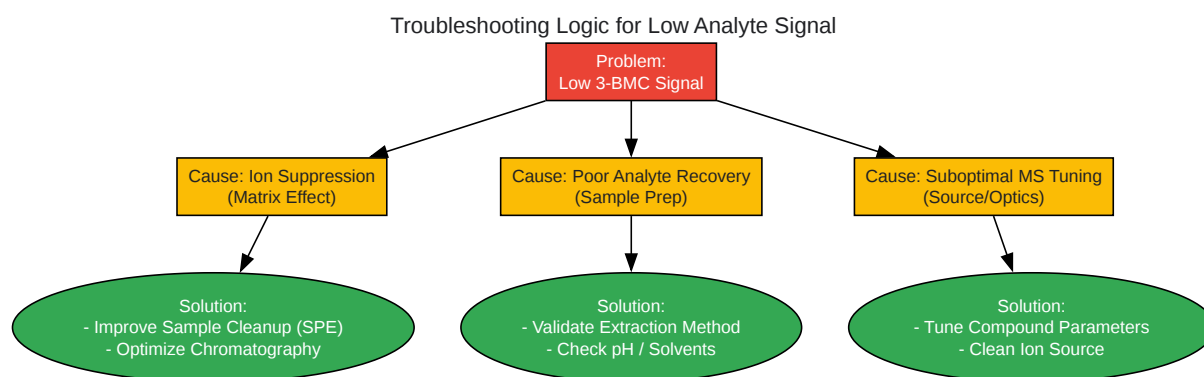 Troubleshooting Logic for Low Analyte Signal
Problem:
Low 3-BMC Signal
Cause: Ion Suppression
(Matrix Effect)
Cause: Poor Analyte Recovery
(Sample Prep)
Cause: Suboptimal MS Tuning
(Source/Optics)
Solution:
- Improve Sample Cleanup (SPE)
- Optimize Chromatography
Solution:
- Validate Extraction Method
- Check pH / Solvents
Solution:
- Tune Compound Parameters
- Clean Ion Source